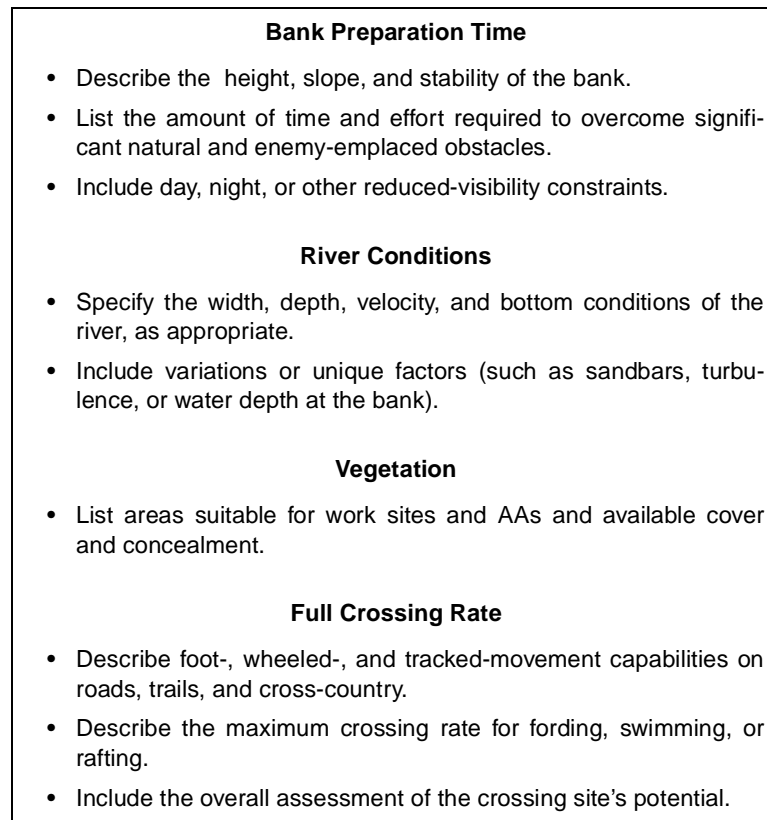 Bank Preparation Time
• Describe the height, slope, and stability of the bank.
• List the amount of time and effort required to overcome signifi-
cant natural and enemy-emplaced obstacles.
• Include day, night, or other reduced-visibility constraints.
River Conditions
• Specify the width, depth, velocity, and bottom conditions of the
river, as appropriate.
• Include variations or unique factors (such as sandbars, turbu-
lence, or water depth at the bank).
Vegetation
• List areas suitable for work sites and AAs and available cover
and concealment.
Full Crossing Rate
• Describe foot-, wheeled-, and tracked-movement capabilities on
roads, trails, and cross-country.
• Describe the maximum crossing rate for fording, swimming, or
rafting.
• Include the overall assessment of the crossing site’s potential.